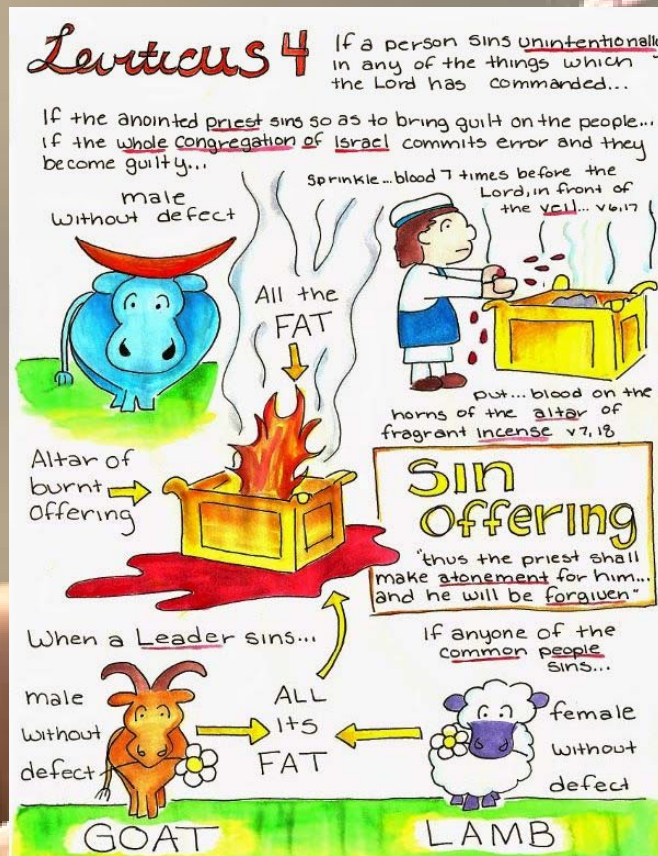 Leviticus 4
If a person sins unintentionally
in any of the things which
the Lord has commanded...
If the anointed priest sins so as to bring guilt on the people...
If the whole congregation of Israel commits error and they
become guilty...
male
without defect
Sprinkle...blood 7 times before the
Lord, in front of
the veil... v6,17
All the
FAT
put...blood on the
horns of the altar of
fragrant incense v7,18
Altar of
burnt
Offering
Sin
Offering
"thus the priest shall
make atonement for him...
and he will be forgiven"
When a Leader sins...
If anyone of the
common people
sins...
male
without
defect
ALL
its
FAT
female
without
defect
GOAT
LAMB